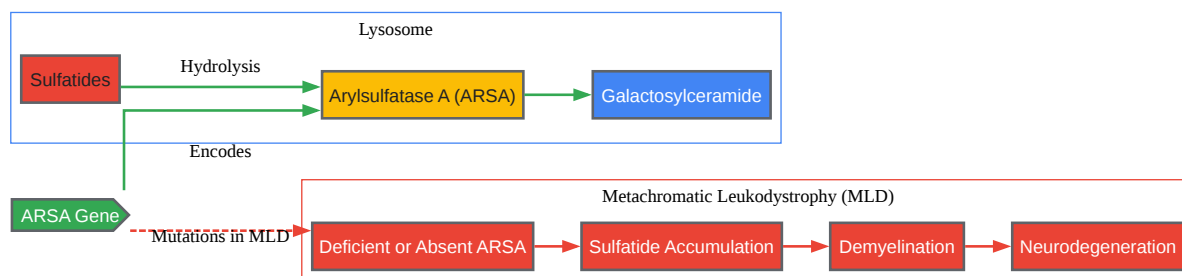 Lysosome
Sulfatides
Hydrolysis
Arylsulfatase A (ARSA)
Galactosylceramide
Encodes
ARSA Gene
Mutations in MLD
Metachromatic Leukodystrophy (MLD)
Deficient or Absent ARSA
Sulfatide Accumulation
Demyelination
Neurodegeneration